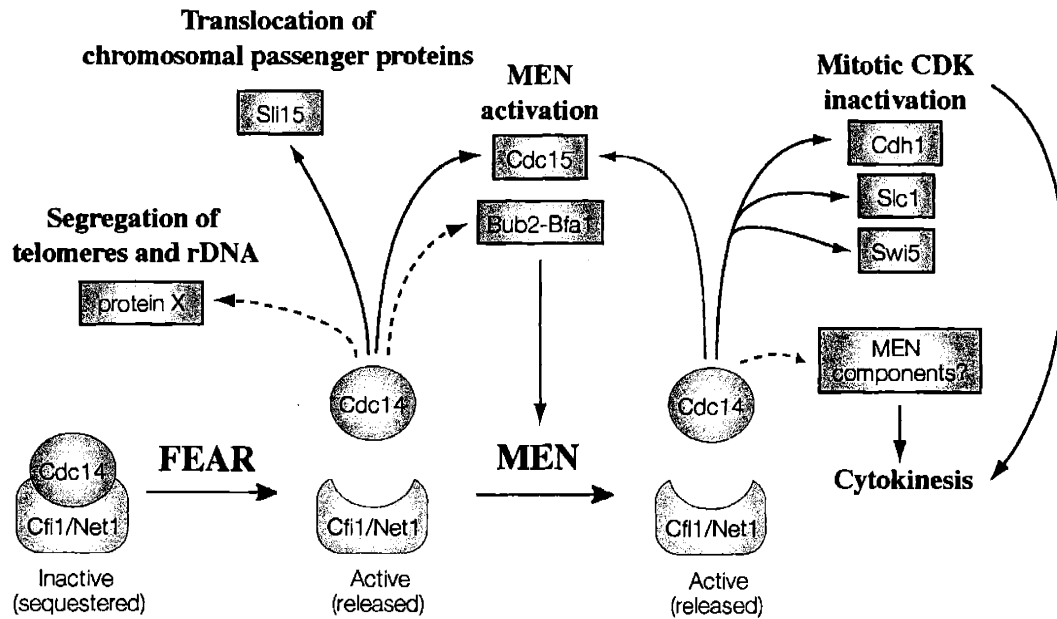 Translocation of
chromosomal passenger proteins
Sli15
MEN
activation
Cdc15
Bub2-Bfa1
Mitotic CDK
inactivation
Cdh1
Slc1
Swi5
Segregation of
telomeres and rDNA
protein X
MEN
components?
Cytokinesis
Cdc14
Cfi1/Net1
Inactive
(sequestered)
FEAR
Cdc14
Cfi1/Net1
Active
(released)
MEN
Cdc14
Cfl1/Net1
Active
(released)